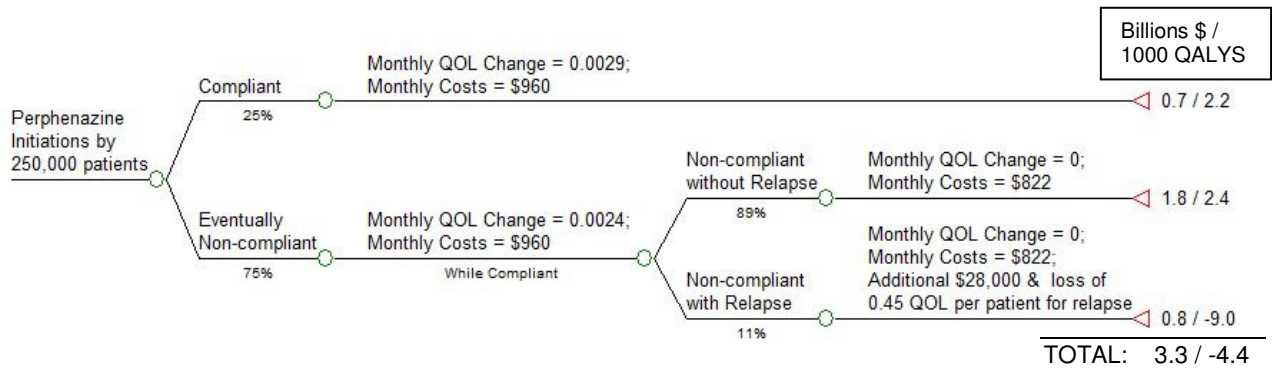 Billions $ /
1000 QALYS
Monthly QOL Change = 0.0029;
Monthly Costs = $960
Compliant
25%
0.7 / 2.2
Perphenazine
Initiations by
250,000 patients
Non-compliant
without Relapse
89%
Monthly QOL Change = 0;
Monthly Costs = $822
1.8 / 2.4
Eventually
Non-compliant
75%
Monthly QOL Change = 0.0024;
Monthly Costs = $960
While Compliant
Non-compliant
with Relapse
11%
Monthly QOL Change = 0;
Monthly Costs = $822;
Additional $28,000 & loss of
0.45 QOL per patient for relapse
0.8 / -9.0
TOTAL: 3.3 / -4.4